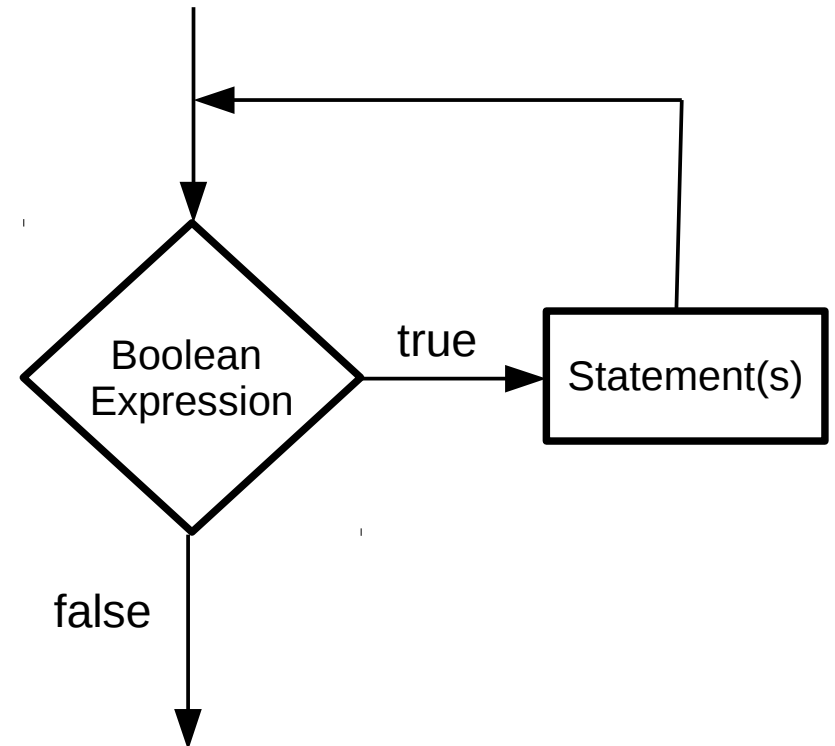 Boolean
Expression
true
Statement(s)
false